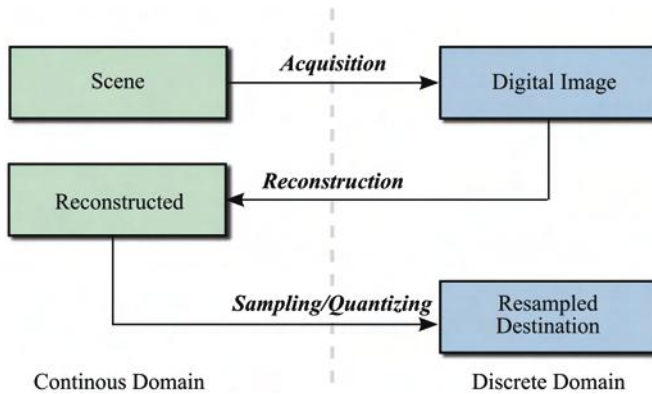 Scene
Acquisition
Digital Image
Reconstructed
Reconstruction
Sampling/Quantizing
Resampled
Destination
Continous Domain
Discrete Domain